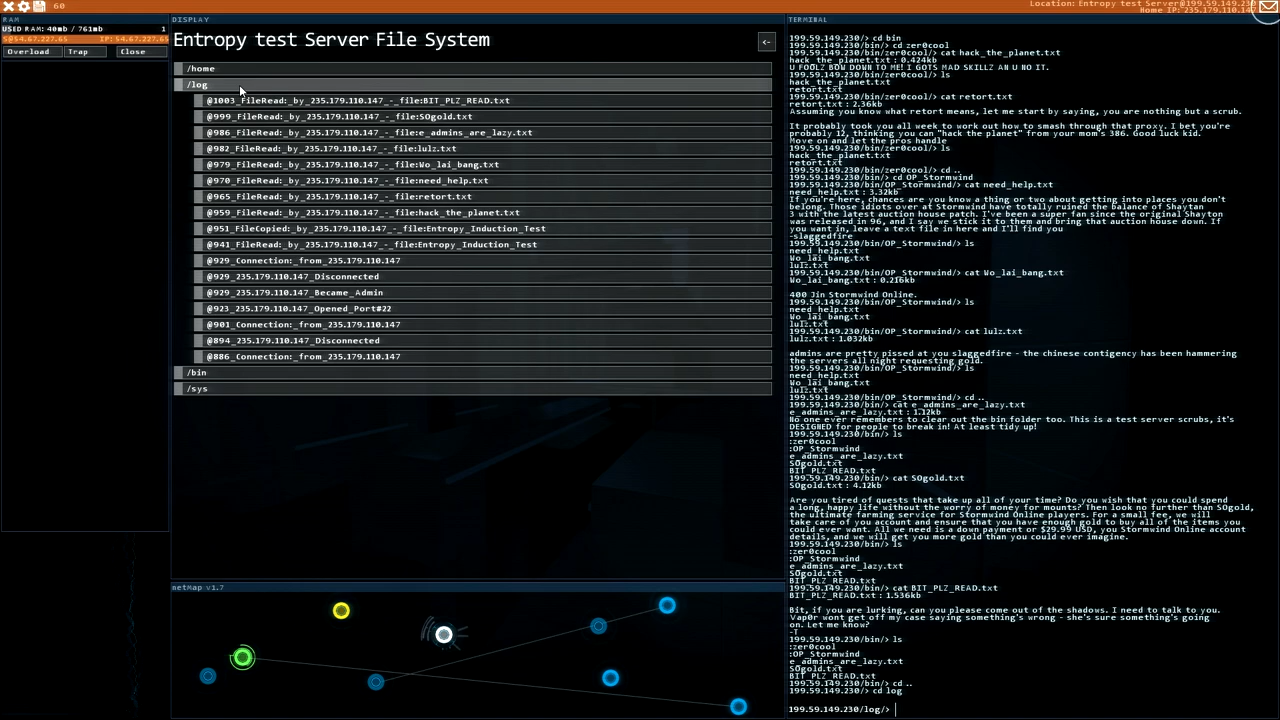 60
Location: Entropy test Server@199.59.149.230
Home IP: 235.179.110.147
RAM
USED RAM: 40mb / 761mb
1
IP: 54.67.227.65
Overload
Trap
Close
DISPLAY
Entropy test Server File System
<-
/home
/log
@1003_FileRead:_by_235.179.110.147_-_file:BIT_PLZ_READ.txt
@999_FileRead:_by_235.179.110.147_-_file:SOgold.txt
@986_FileRead:_by_235.179.110.147_-_file:e_admins_are_lazy.txt
@982_FileRead:_by_235.179.110.147_-_file:lulz.txt
@979_FileRead:_by_235.179.110.147_-_file:Wo_lai_bang.txt
@970_FileRead:_by_235.179.110.147_-_file:need_help.txt
@965_FileRead:_by_235.179.110.147_-_file:retort.txt
@959_FileRead:_by_235.179.110.147_-_file:hack_the_planet.txt
@951_FileCopied:_by_235.179.110.147_-_file:Entropy_Induction_Test
@941_FileRead:_by_235.179.110.147_-_file:Entropy_Induction_Test
@929_Connection:_from_235.179.110.147
@929_235.179.110.147_Disconnected
@929_235.179.110.147_Became_Admin
@923_235.179.110.147_Opened_Port#22
@901_Connection:_from_235.179.110.147
@894_235.179.110.147_Disconnected
@886_Connection:_from_235.179.110.147
/bin
/sys
netMap v1.7
TERMINAL
199.59.149.230/> cd bin
199.59.149.230/bin/> cd zer0cool
199.59.149.230/bin/zer0cool/> cat hack_the_planet.txt
hack_the_planet.txt : 0.424kb
U FOOLZ BOW DOWN TO ME! I GOTS MAD SKILLZ AN U NO IT.
199.59.149.230/bin/zer0cool/> ls
hack_the_planet.txt
retort.txt
199.59.149.230/bin/zer0cool/> cat retort.txt
retort.txt : 2.36kb
Assuming you know what retort means, let me start by saying, you are nothing but a scrub.
It probably took you all week to work out how to smash through that proxy. I bet you're
probably 12, thinking you can "hack the planet" from your mom's 386. Good luck kid.
Move on and let the pros handle
199.59.149.230/bin/zer0cool/> ls
hack_the_planet.txt
retort.txt
199.59.149.230/bin/zer0cool/> cd ..
199.59.149.230/bin/> cd OP_Stormwind
199.59.149.230/bin/OP_Stormwind/> cat need_help.txt
need_help.txt : 3.32kb
If you're here, chances are you know a thing or two about getting into places you don't
belong. Those idiots over at Stormwind have totally ruined the balance of Shaytan
3 with the latest auction house patch. I've been a super fan since the original Shayton
was released in 96, and I say we stick it to them and bring that auction house down. If
you want in, leave a text file in here and I'll find you
-slaggedfire
199.59.149.230/bin/OP_Stormwind/> ls
need_help.txt
Wo_lai_bang.txt
lulz.txt
199.59.149.230/bin/OP_Stormwind/> cat Wo_lai_bang.txt
Wo_lai_bang.txt : 0.216kb
400 Jin Stormwind Online.
199.59.149.230/bin/OP_Stormwind/> ls
need_help.txt
Wo_lai_bang.txt
lulz.txt
199.59.149.230/bin/OP_Stormwind/> cat lulz.txt
lulz.txt : 1.032kb
admins are pretty pissed at you slaggedfire - the chinese contigency has been hammering
the servers all night requesting gold.
199.59.149.230/bin/OP_Stormwind/> ls
need_help.txt
Wo_lai_bang.txt
lulz.txt
199.59.149.230/bin/OP_Stormwind/> cd ..
199.59.149.230/bin/> cat e_admins_are_lazy.txt
e_admins_are_lazy.txt : 1.12kb
No one ever remembers to clear out the bin folder too. This is a test server scrubs, it's
DESIGNED for people to break in! At least tidy up!
199.59.149.230/bin/> ls
:zer0cool
:OP_Stormwind
e_admins_are_lazy.txt
SOgold.txt
BIT_PLZ_READ.txt
199.59.149.230/bin/> cat SOgold.txt
SOgold.txt : 4.12kb
Are you tired of quests that take up all of your time? Do you wish that you could spend
a long, happy life without the worry of money for mounts? Then look no further than SOgold,
the ultimate farming service for Stormwind Online players. For a small fee, we will
take care of you account and ensure that you have enough gold to buy all of the items you
could ever want. All we need is a down payment or $29.99 USD, you Stormwind Online account
details, and we will get you more gold than you could ever imagine.
199.59.149.230/bin/> ls
:zer0cool
:OP_Stormwind
e_admins_are_lazy.txt
SOgold.txt
BIT_PLZ_READ.txt
199.59.149.230/bin/> cat BIT_PLZ_READ.txt
BIT_PLZ_READ.txt : 1.536kb
Bit, if you are lurking, can you please come out of the shadows. I need to talk to you.
Vap0r wont get off my case saying something's wrong - she's sure something's going
on. Let me know?
-T
199.59.149.230/bin/> ls
:zer0cool
:OP_Stormwind
e_admins_are_lazy.txt
SOgold.txt
BIT_PLZ_READ.txt
199.59.149.230/bin/> cd ..
199.59.149.230/> cd log
199.59.149.230/log/>